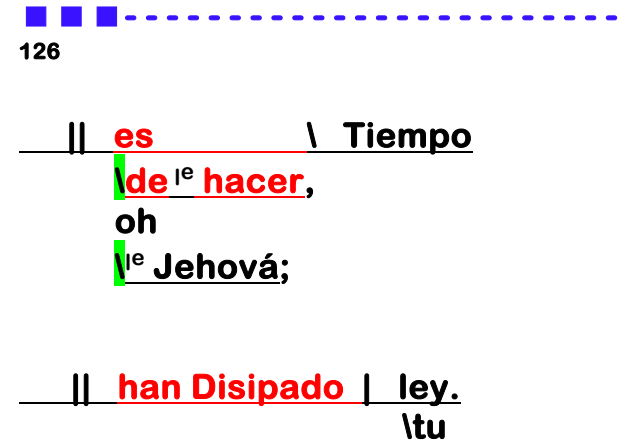 126
|| es \ Tiempo
\de le hacer,
oh
\le Jehová;
|| han Disipado | ley.
\tu